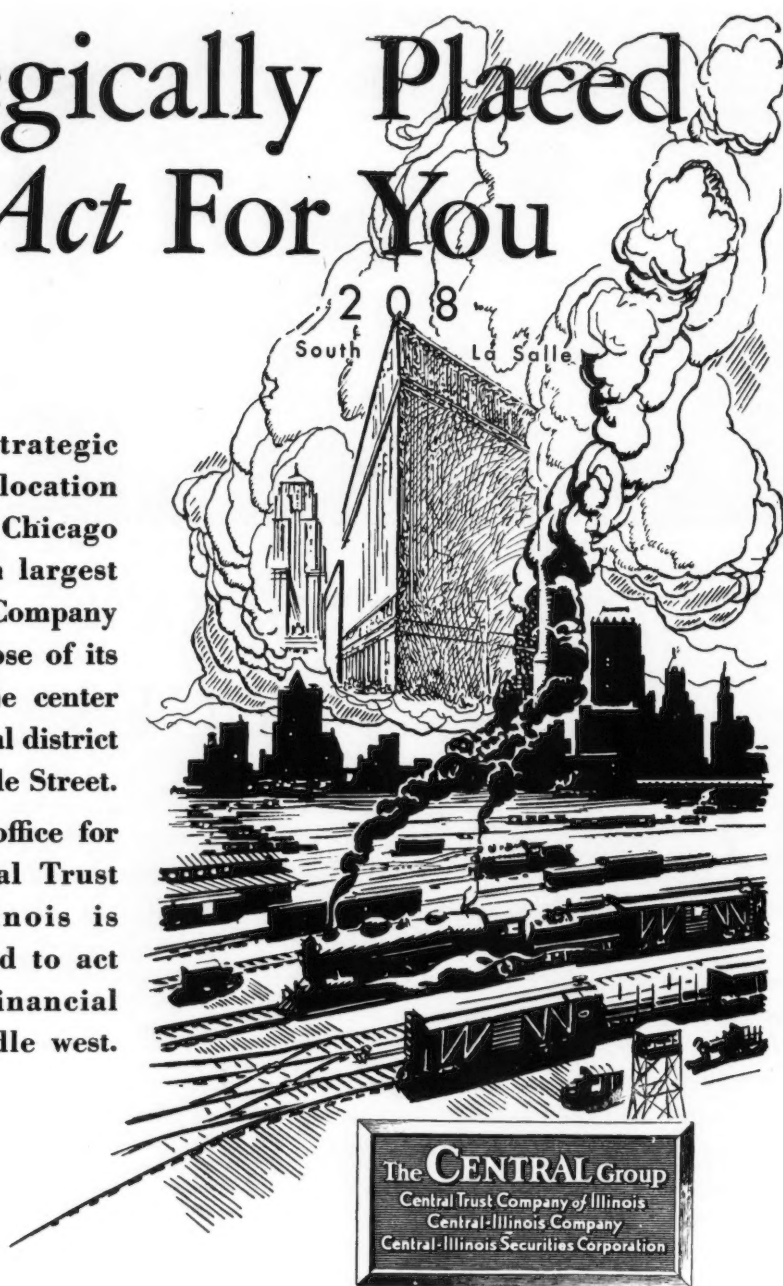 gically Placed
Act For You
208
South La Salle
trategic
location
Chicago
largest
Company
ose of its
e center
al district
le Street.
office for
al Trust
nois is
d to act
inancial
dle west.
The CENTRAL Group
Central Trust Company of Illinois
Central-Illinois Company
Central-Illinois Securities Corporation